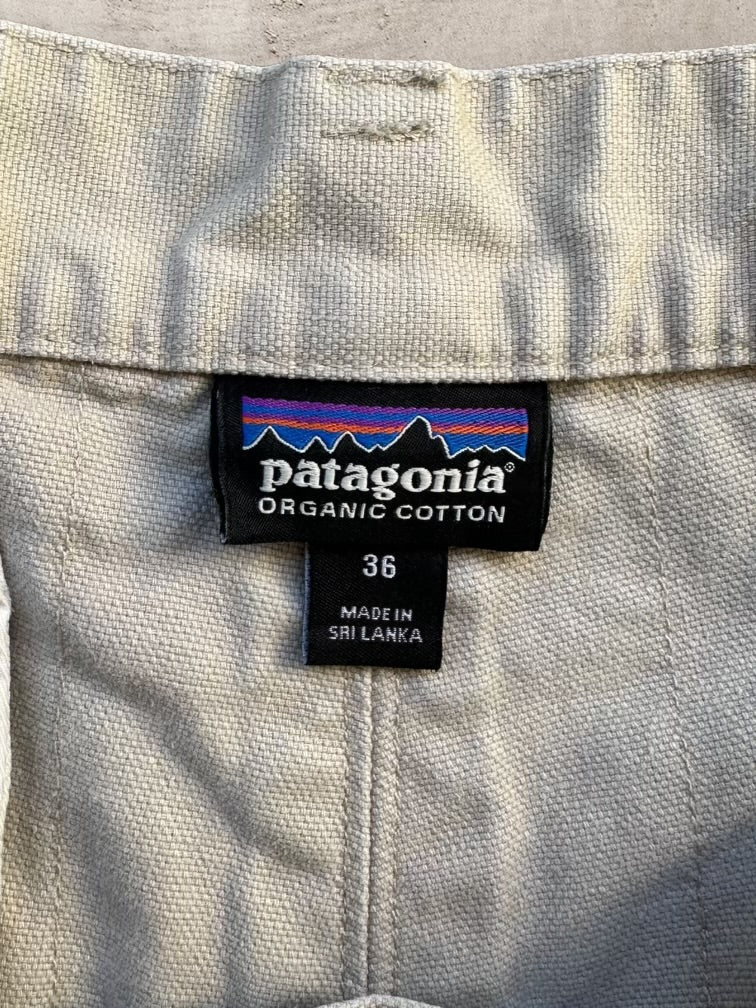 patagonia®
ORGANIC COTTON
36
MADE IN
SRI LANKA